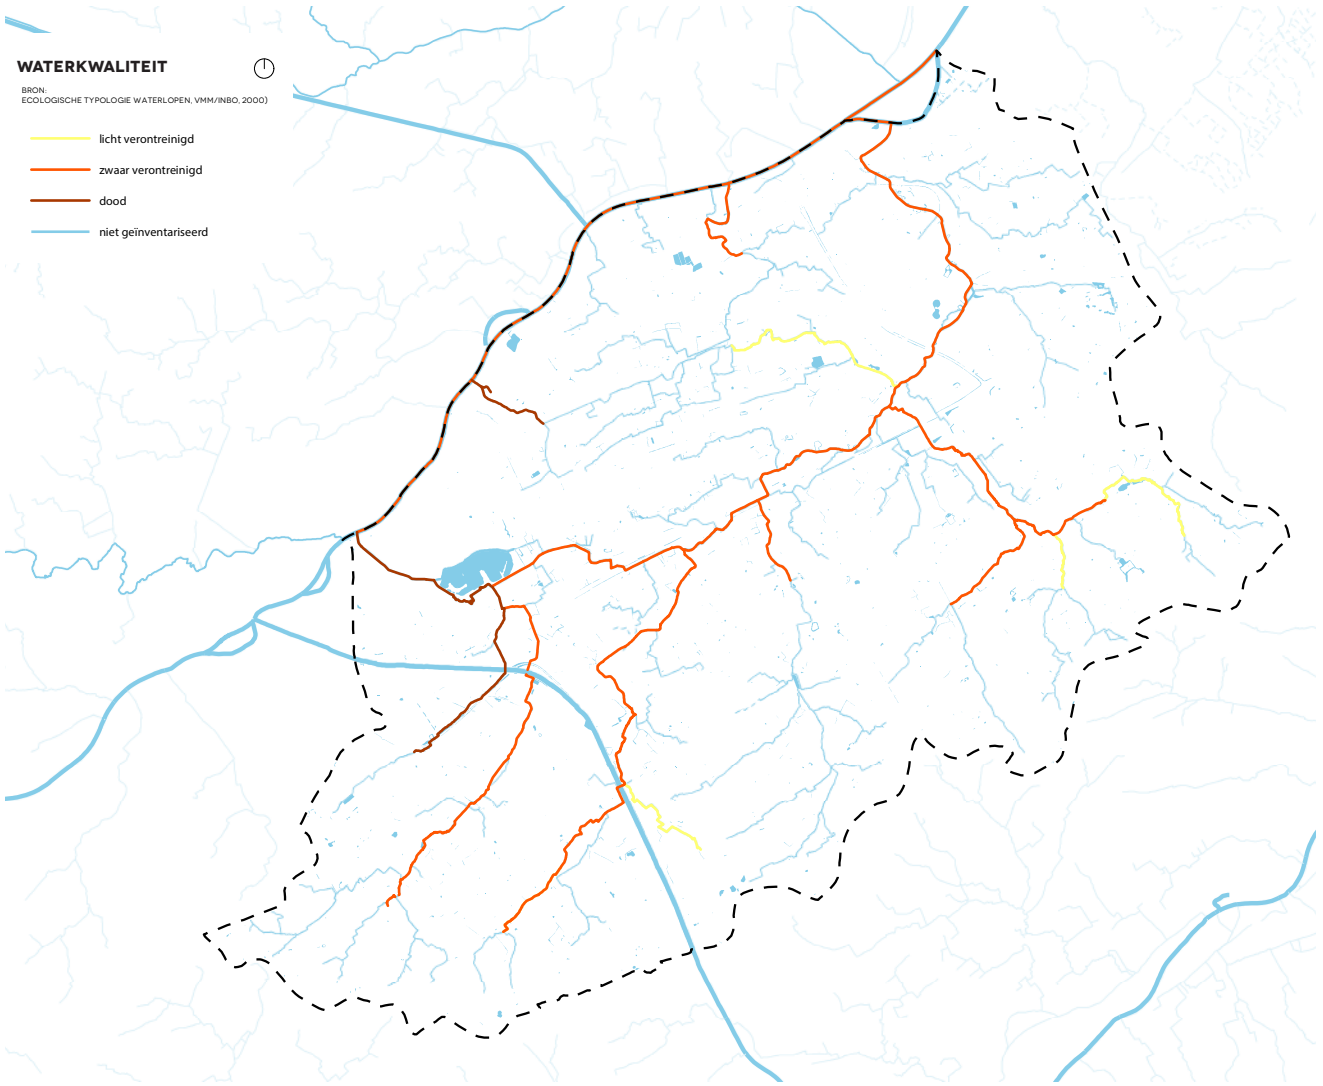 WATERKWALITEIT
BRON:
ECOLOGISCHE TYPOLOGIE WATERLOPEN, VMM/INBO, 2000)
licht verontreinigd
zwaar verontreinigd
dood
niet geïnventariseerd